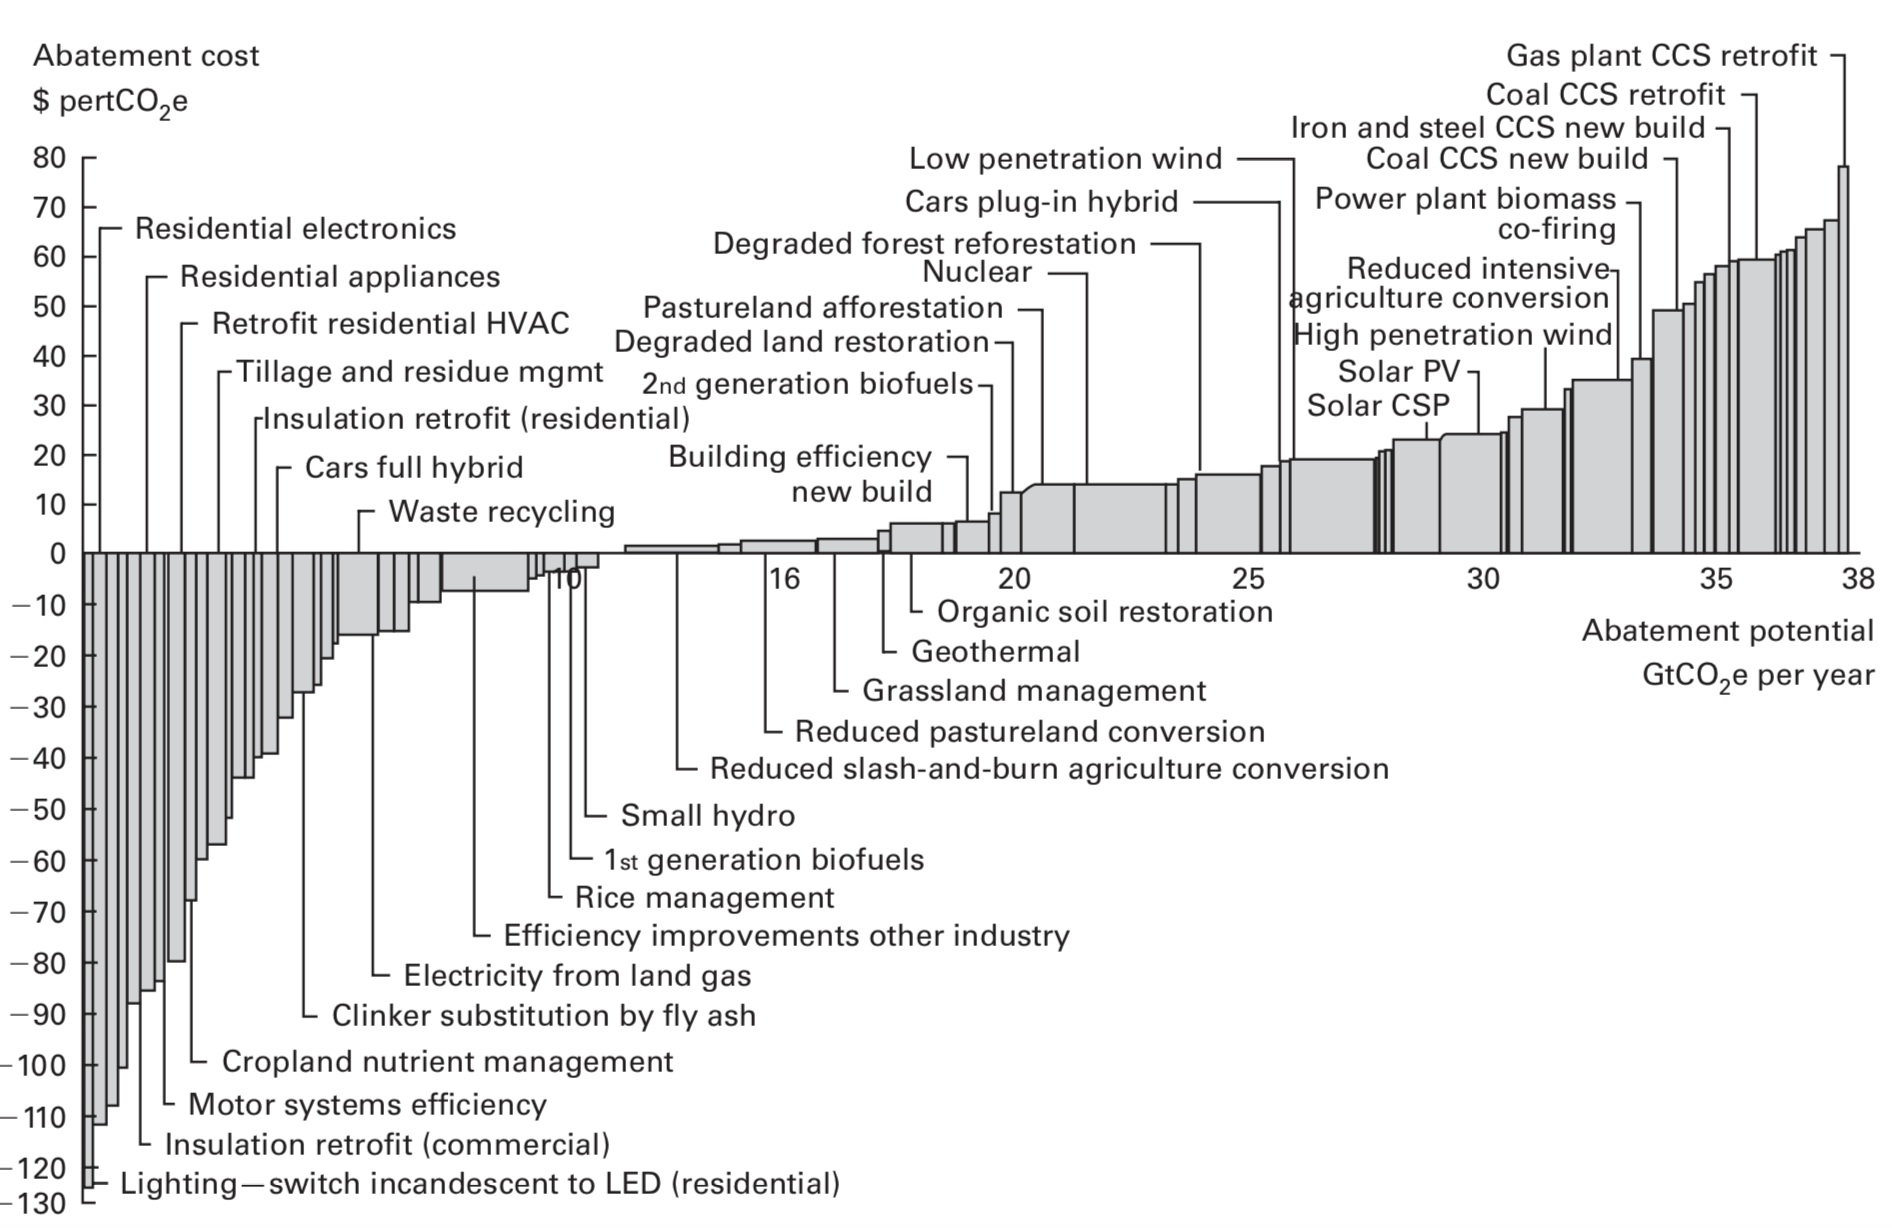 Abatement cost
$ pertCO₂e
80
70
60
50
40
30
20
10
0
−10
−20
−30
−40
−50
−60
−70
−80
−90
−100
−110
−120
−130
Residential electronics
Residential appliances
Retrofit residential HVAC
Tillage and residue mgmt
Insulation retrofit (residential)
Cars full hybrid
Waste recycling
Gas plant CCS retrofit
Coal CCS retrofit
Iron and steel CCS new build
Low penetration wind
Coal CCS new build
Cars plug-in hybrid
Power plant biomass
co-firing
Degraded forest reforestation
Nuclear
Reduced intensive
agriculture conversion
Pastureland afforestation
High penetration wind
Degraded land restoration
Solar PV
2nd generation biofuels
Solar CSP
Building efficiency
new build
10
16
20
25
30
35
38
Abatement potential
GtCO₂e per year
Organic soil restoration
Geothermal
Grassland management
Reduced pastureland conversion
Reduced slash-and-burn agriculture conversion
Small hydro
1st generation biofuels
Rice management
Efficiency improvements other industry
Electricity from land gas
Clinker substitution by fly ash
Cropland nutrient management
Motor systems efficiency
Insulation retrofit (commercial)
Lighting—switch incandescent to LED (residential)